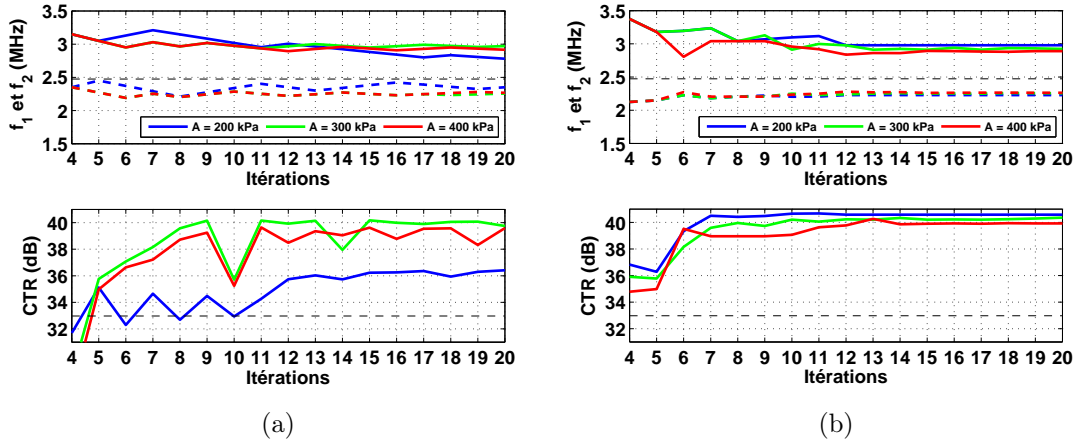 3.5
3
2.5
2
1.5
f1 et f2 (MHz)
A = 200 kPa A = 300 kPa A = 400 kPa
4 5 6 7 8 9 10 11 12 13 14 15 16 17 18 19 20
Itérations
40
38
36
34
32
CTR (dB)
4 5 6 7 8 9 10 11 12 13 14 15 16 17 18 19 20
Itérations
(a)
3.5
3
2.5
2
1.5
f1 et f2 (MHz)
A = 200 kPa A = 300 kPa A = 400 kPa
4 5 6 7 8 9 10 11 12 13 14 15 16 17 18 19 20
Itérations
40
38
36
34
32
CTR (dB)
4 5 6 7 8 9 10 11 12 13 14 15 16 17 18 19 20
Itérations
(b)